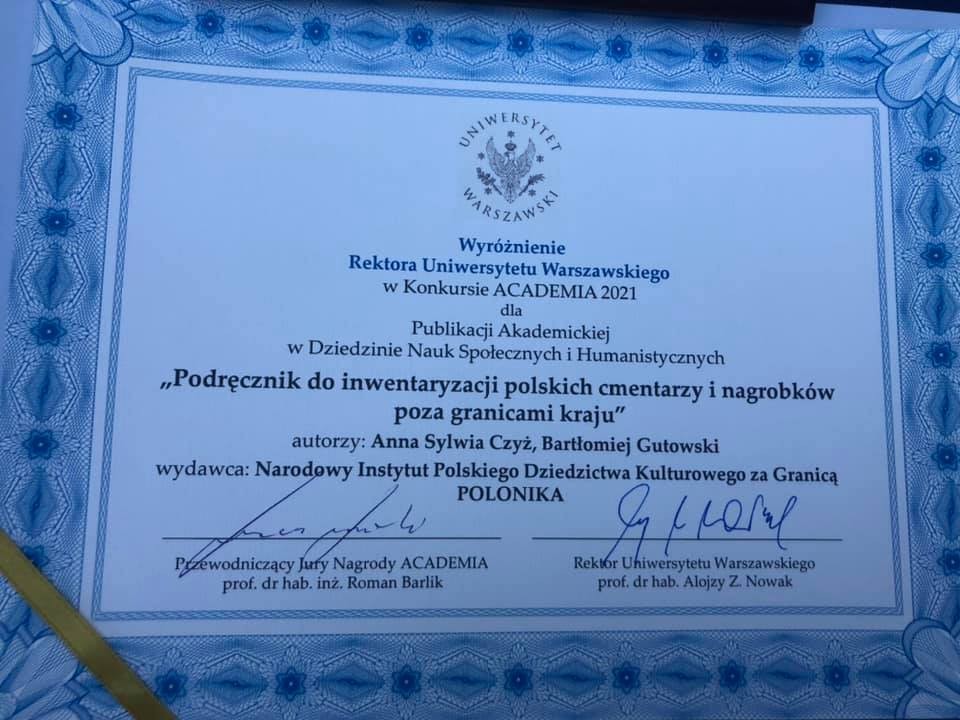 UNIWERSYTET
WARSZAWSKI
Wyróżnienie
Rektora Uniwersytetu Warszawskiego
w Konkursie ACADEMIA 2021
dla
Publikacji Akademickiej
w Dziedzinie Nauk Społecznych i Humanistycznych
„Podręcznik do inwentaryzacji polskich cmentarzy i nagrobków
poza granicami kraju”
autorzy: Anna Sylwia Czyż, Bartłomiej Gutowski
wydawca: Narodowy Instytut Polskiego Dziedzictwa Kulturowego za Granicą
POLONIKA
Przewodniczący Jury Nagrody ACADEMIA
prof. dr hab. inż. Roman Barlik
Rektor Uniwersytetu Warszawskiego
prof. dr hab. Alojzy Z. Nowak